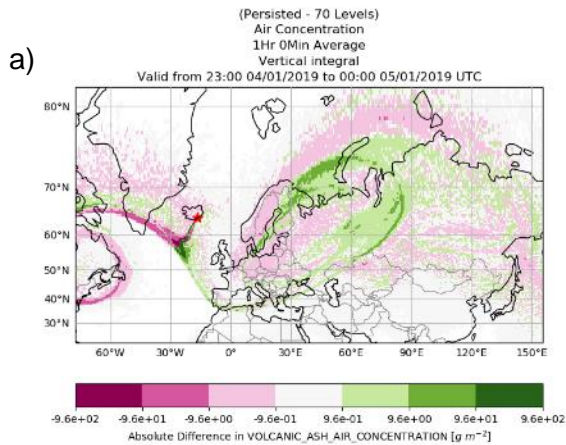 (Persisted - 70 Levels)
Air Concentration
1Hr 0Min Average
Vertical integral
Valid from 23:00 04/01/2019 to 00:00 05/01/2019 UTC
a)
80°N
70°N
60°N
50°N
40°N
30°N
60°W 30°W 0° 30°E 60°E 90°E 120°E 150°E
-9.6e+02 -9.6e+01 -9.6e+00 -9.6e-01 9.6e-01 9.6e+00 9.6e+01 9.6e+02
Absolute Difference in VOLCANIC_ASH_AIR_CONCENTRATION [g m⁻²]